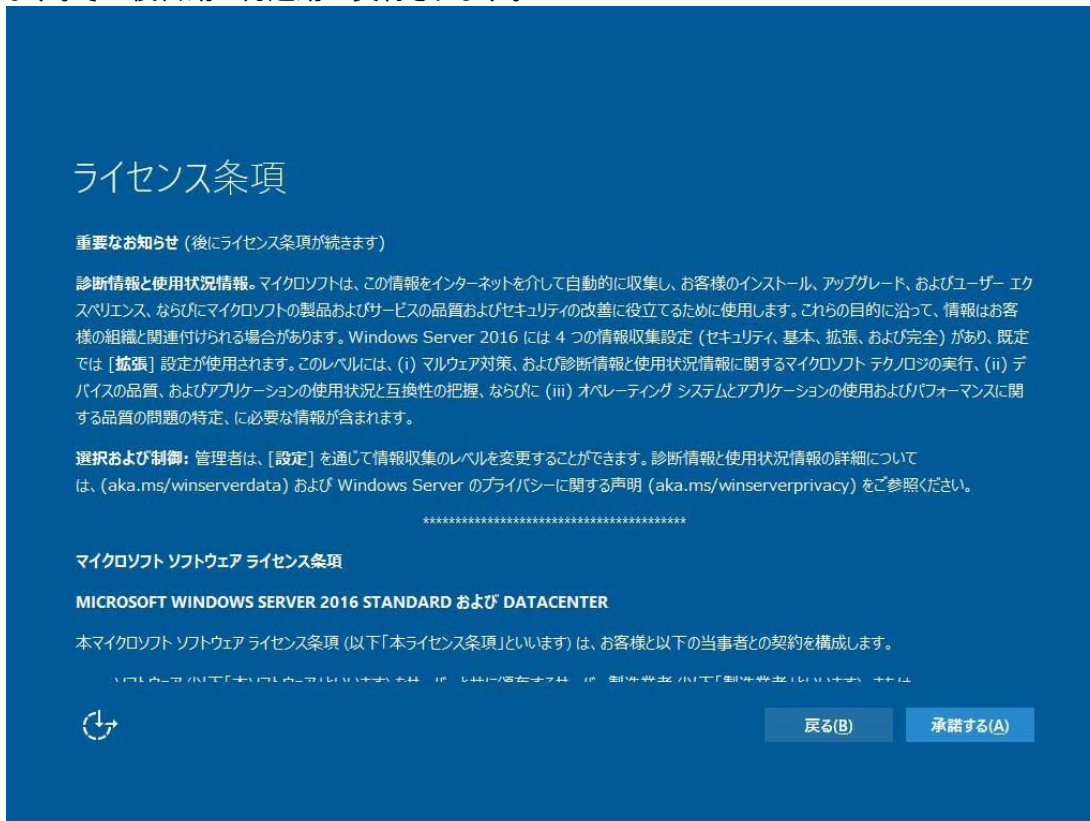 ライセンス条項
重要なお知らせ (後にライセンス条項が続きます)
診断情報と使用状況情報。マイクロソフトは、この情報をインターネットを介して自動的に収集し、お客様のインストール、アップグレード、およびユーザー エク
スペリエンス、ならびにマイクロソフトの製品およびサービスの品質およびセキュリティの改善に役立てるために使用します。これらの目的に沿って、情報はお客
様の組織と関連付けられる場合があります。Windows Server 2016 には 4 つの情報収集設定 (セキュリティ、基本、拡張、および完全) があり、既定
では [拡張] 設定が使用されます。このレベルには、(i) マルウェア対策、および診断情報と使用状況情報に関するマイクロソフト テクノロジの実行、(ii) デ
バイスの品質、およびアプリケーションの使用状況と互換性の把握、ならびに (iii) オペレーティング システムとアプリケーションの使用およびパフォーマンスに関
する品質の問題の特定、に必要な情報が含まれます。
選択および制御: 管理者は、[設定] を通じて情報収集のレベルを変更することができます。診断情報と使用状況情報の詳細について
は、(aka.ms/winserverdata) および Windows Server のプライバシーに関する声明 (aka.ms/winserverprivacy) をご参照ください。
*****************************************
マイクロソフト ソフトウェア ライセンス条項
MICROSOFT WINDOWS SERVER 2016 STANDARD および DATACENTER
本マイクロソフト ソフトウェア ライセンス条項 (以下「本ライセンス条項」といいます) は、お客様と以下の当事者との契約を構成します。
戻る(B)
承諾する(A)